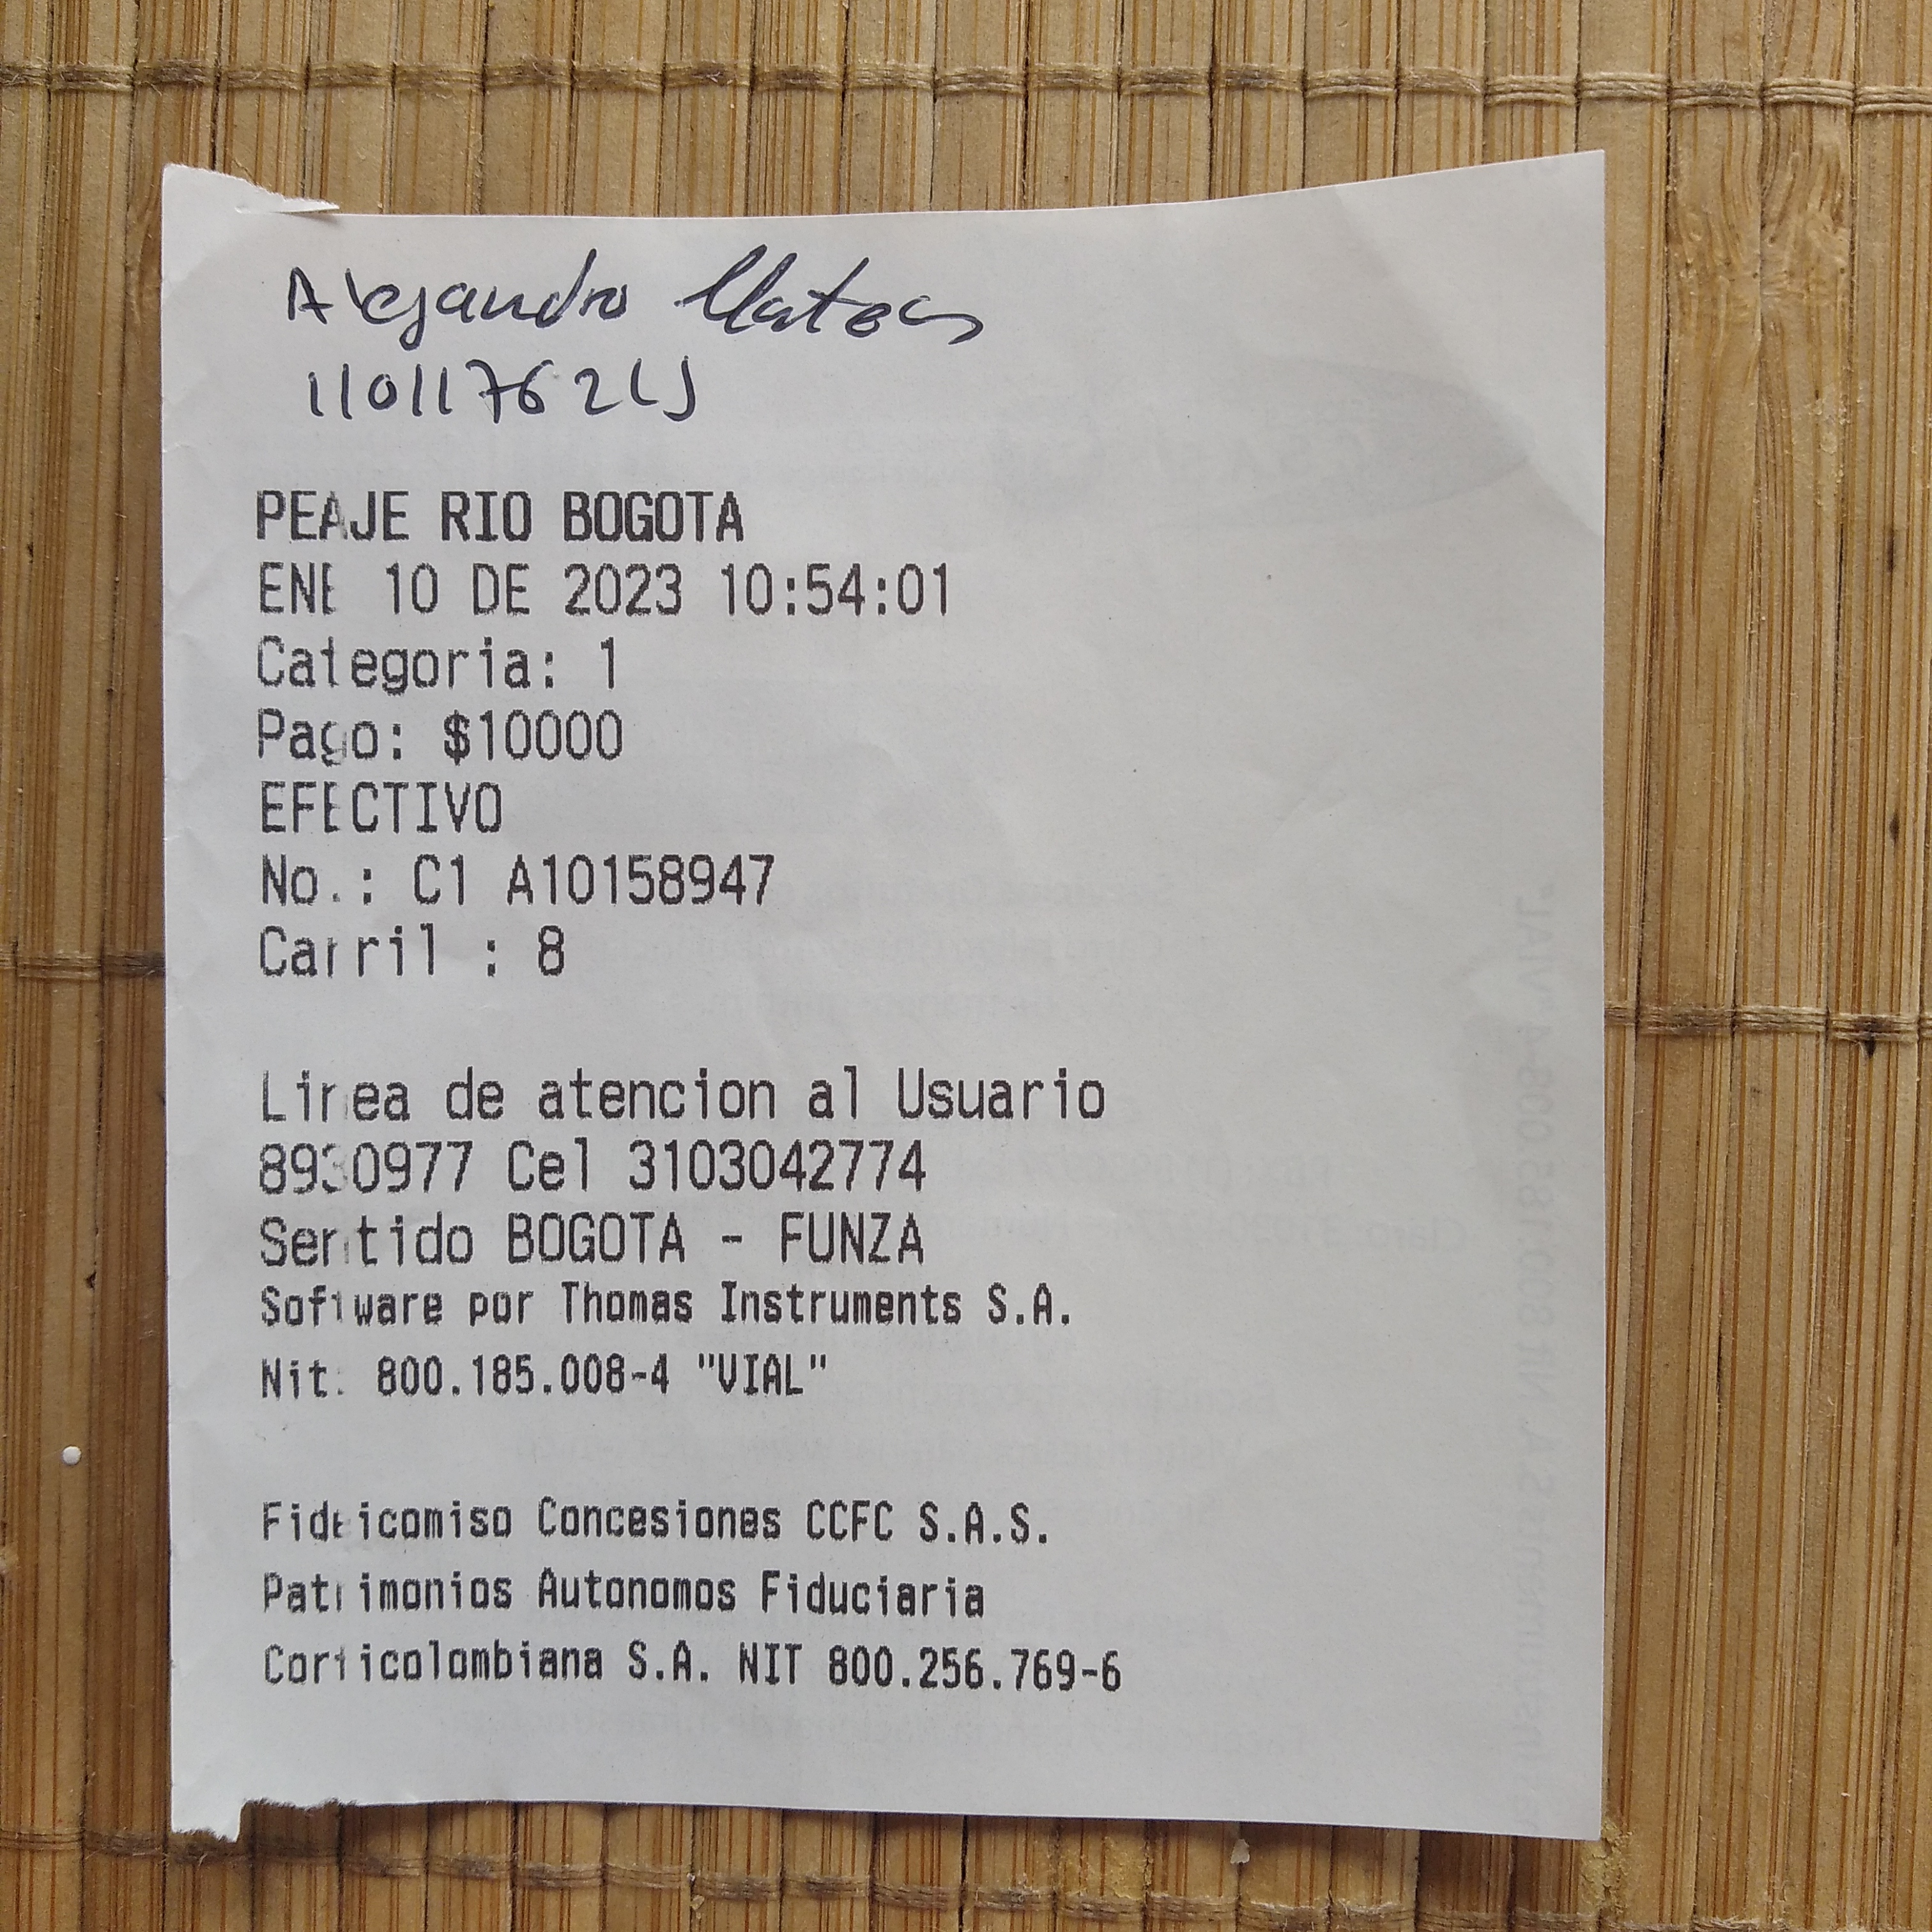 Alejandro Mateus
PEAJE RIO BOGOTA
ENE 10 DE 2023 10:54:01
Categoria: 1
Pago: $10000
EFECTIVO
No.: C1 A10158947
Carril : 8
Linea de atencion al Usuario
8930977 Cel 3103042774
Sentido BOGOTA - FUNZA
Software por Thomas Instruments S.A.
Nit: 800.185.008-4 "VIAL"
Fideicomiso Concesiones CCFC S.A.S.
Patrimonios Autonomos Fiduciaria
Corticolombiana S.A. NIT 800.256.769-6